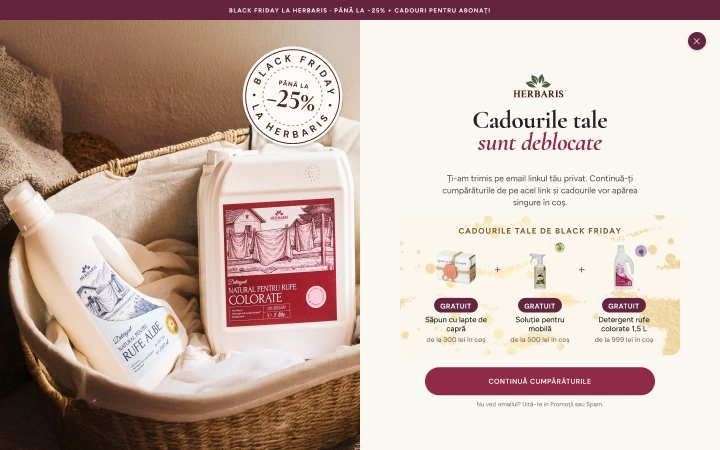 BLACK FRIDAY LA HERBARIS · PÂNĂ LA −25% + CADOURI PENTRU ABONAȚI
BLACK FRIDAY
PÂNĂ LA
−25%
LA HERBARIS
HERBARIS
Cadourile tale
sunt deblocate
Ți-am trimis pe email linkul tău privat. Continuă-ți
cumpărăturile de pe acel link și cadourile vor apărea
singure în coș.
CADOURILE TALE DE BLACK FRIDAY
+
+
GRATUIT
GRATUIT
GRATUIT
Săpun cu lapte de
capră
Soluție pentru
mobilă
Detergent rufe
colorate 1,5 L
de la 300 lei în coș
de la 500 lei în coș
de la 999 lei în coș
CONTINUĂ CUMPĂRĂTURILE
Nu vezi emailul? Uită-te în Promoții sau Spam.
HERBARIS
Detergent
NATURAL PENTRU RUFE
COLORATE
HERBARIS
Detergent
NATURAL PENTRU
RUFE ALBE